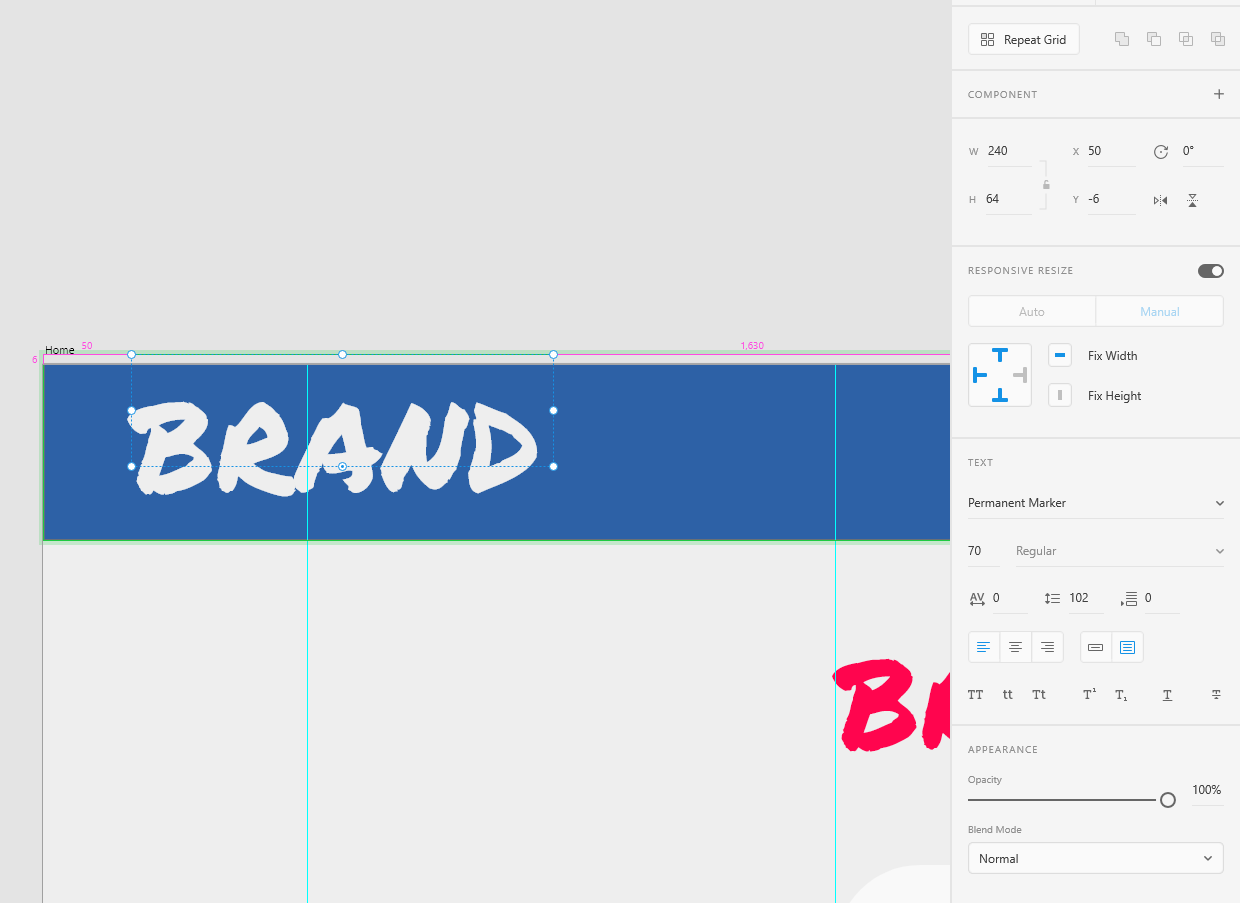 Repeat Grid
COMPONENT
W 240 X 50 0°
H 64 Y -6
RESPONSIVE RESIZE
Auto Manual
Fix Width
Fix Height
TEXT
Permanent Marker
70 Regular
AV 0 102 0
TT tt Tt T¹ T₁ T T
APPEARANCE
Opacity
100%
Blend Mode
Normal
Home 50 1,630
6
BRAND
BR